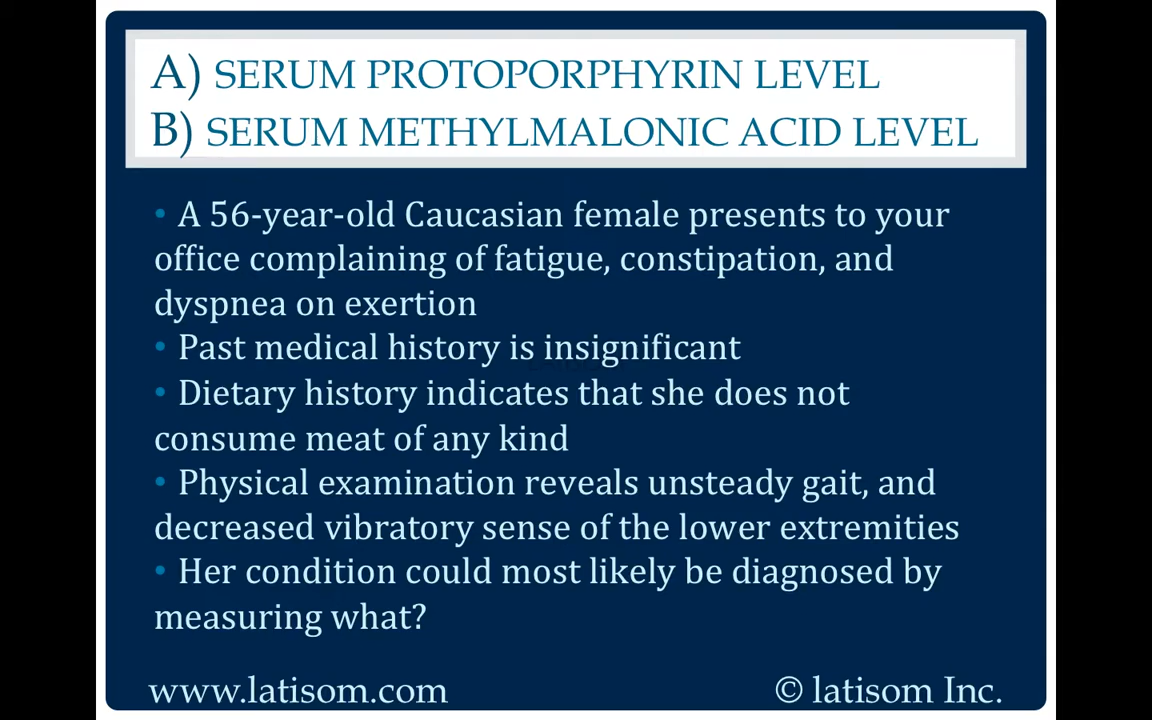 A) SERUM PROTOPORPHYRIN LEVEL
B) SERUM METHYLMALONIC ACID LEVEL
• A 56-year-old Caucasian female presents to your
office complaining of fatigue, constipation, and
dyspnea on exertion
• Past medical history is insignificant
• Dietary history indicates that she does not
consume meat of any kind
• Physical examination reveals unsteady gait, and
decreased vibratory sense of the lower extremities
• Her condition could most likely be diagnosed by
measuring what?
www.latisom.com
© latisom Inc.